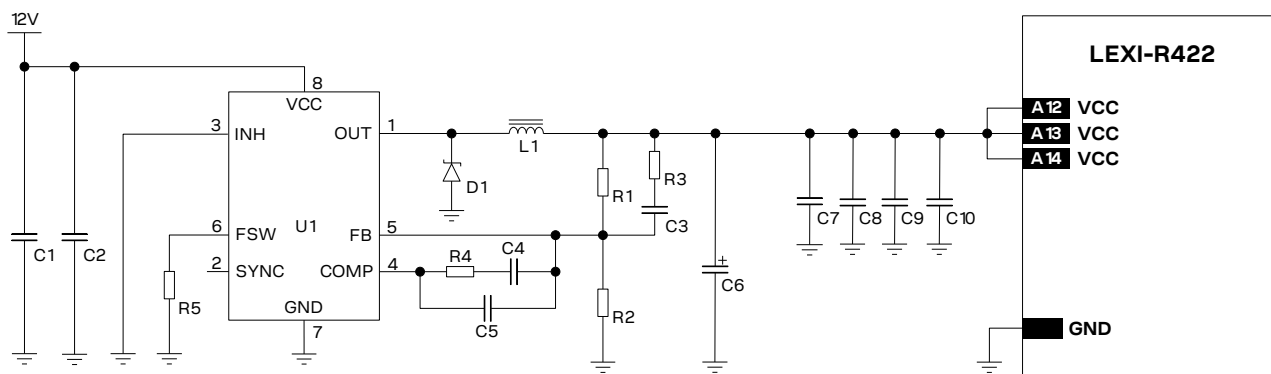 12V
LEXI-R422
8
VCC
A12 VCC
3 INH OUT 1
A13 VCC
L1
A14 VCC
D1
R1
R3
C3
C7 C8 C9 C10
U1
6 FSW FB 5
C1 C2
R4 C4
2 SYNC COMP 4
C6
R5
GND
C5
R2
7
GND